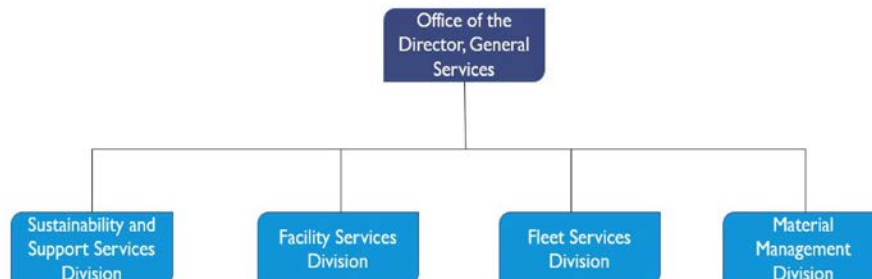 Office of the
Director, General
Services
Sustainability and
Support Services
Division
Facility Services
Division
Fleet Services
Division
Material
Management
Division